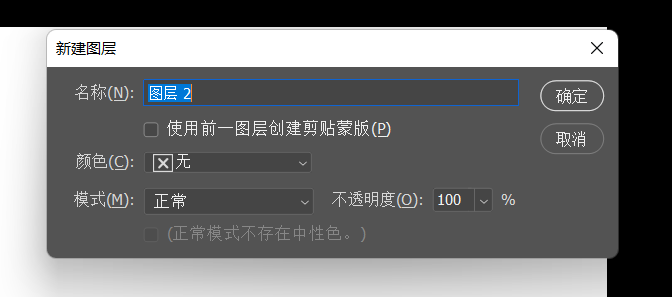 新建图层
名称(N): 图层 2 确定
使用前一图层创建剪贴蒙版(P)
取消
颜色(C): 无
模式(M): 正常 不透明度(O): 100 %
(正常模式不存在中性色。)